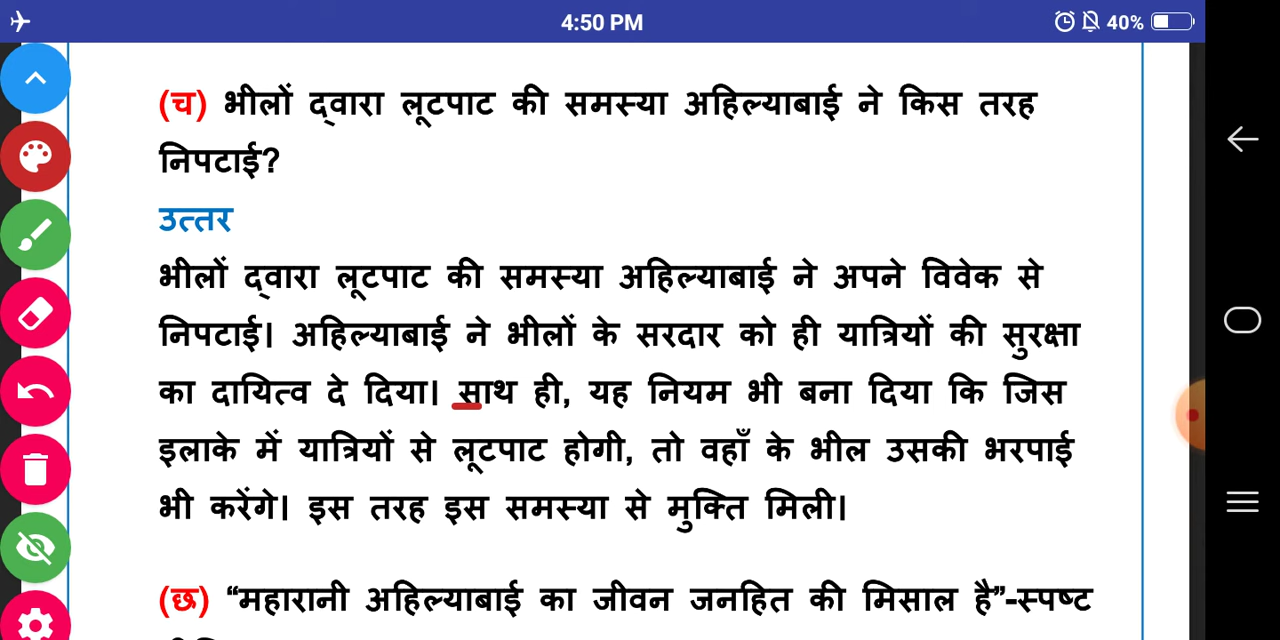 4:50 PM
40%
(च) भीलों द्वारा लूटपाट की समस्या अहिल्याबाई ने किस तरह
निपटाई?
उत्तर
भीलों द्वारा लूटपाट की समस्या अहिल्याबाई ने अपने विवेक से
निपटाई। अहिल्याबाई ने भीलों के सरदार को ही यात्रियों की सुरक्षा
का दायित्व दे दिया। साथ ही, यह नियम भी बना दिया कि जिस
इलाके में यात्रियों से लूटपाट होगी, तो वहाँ के भील उसकी भरपाई
भी करेंगे। इस तरह इस समस्या से मुक्ति मिली।
(छ) “महारानी अहिल्याबाई का जीवन जनहित की मिसाल है”-स्पष्ट